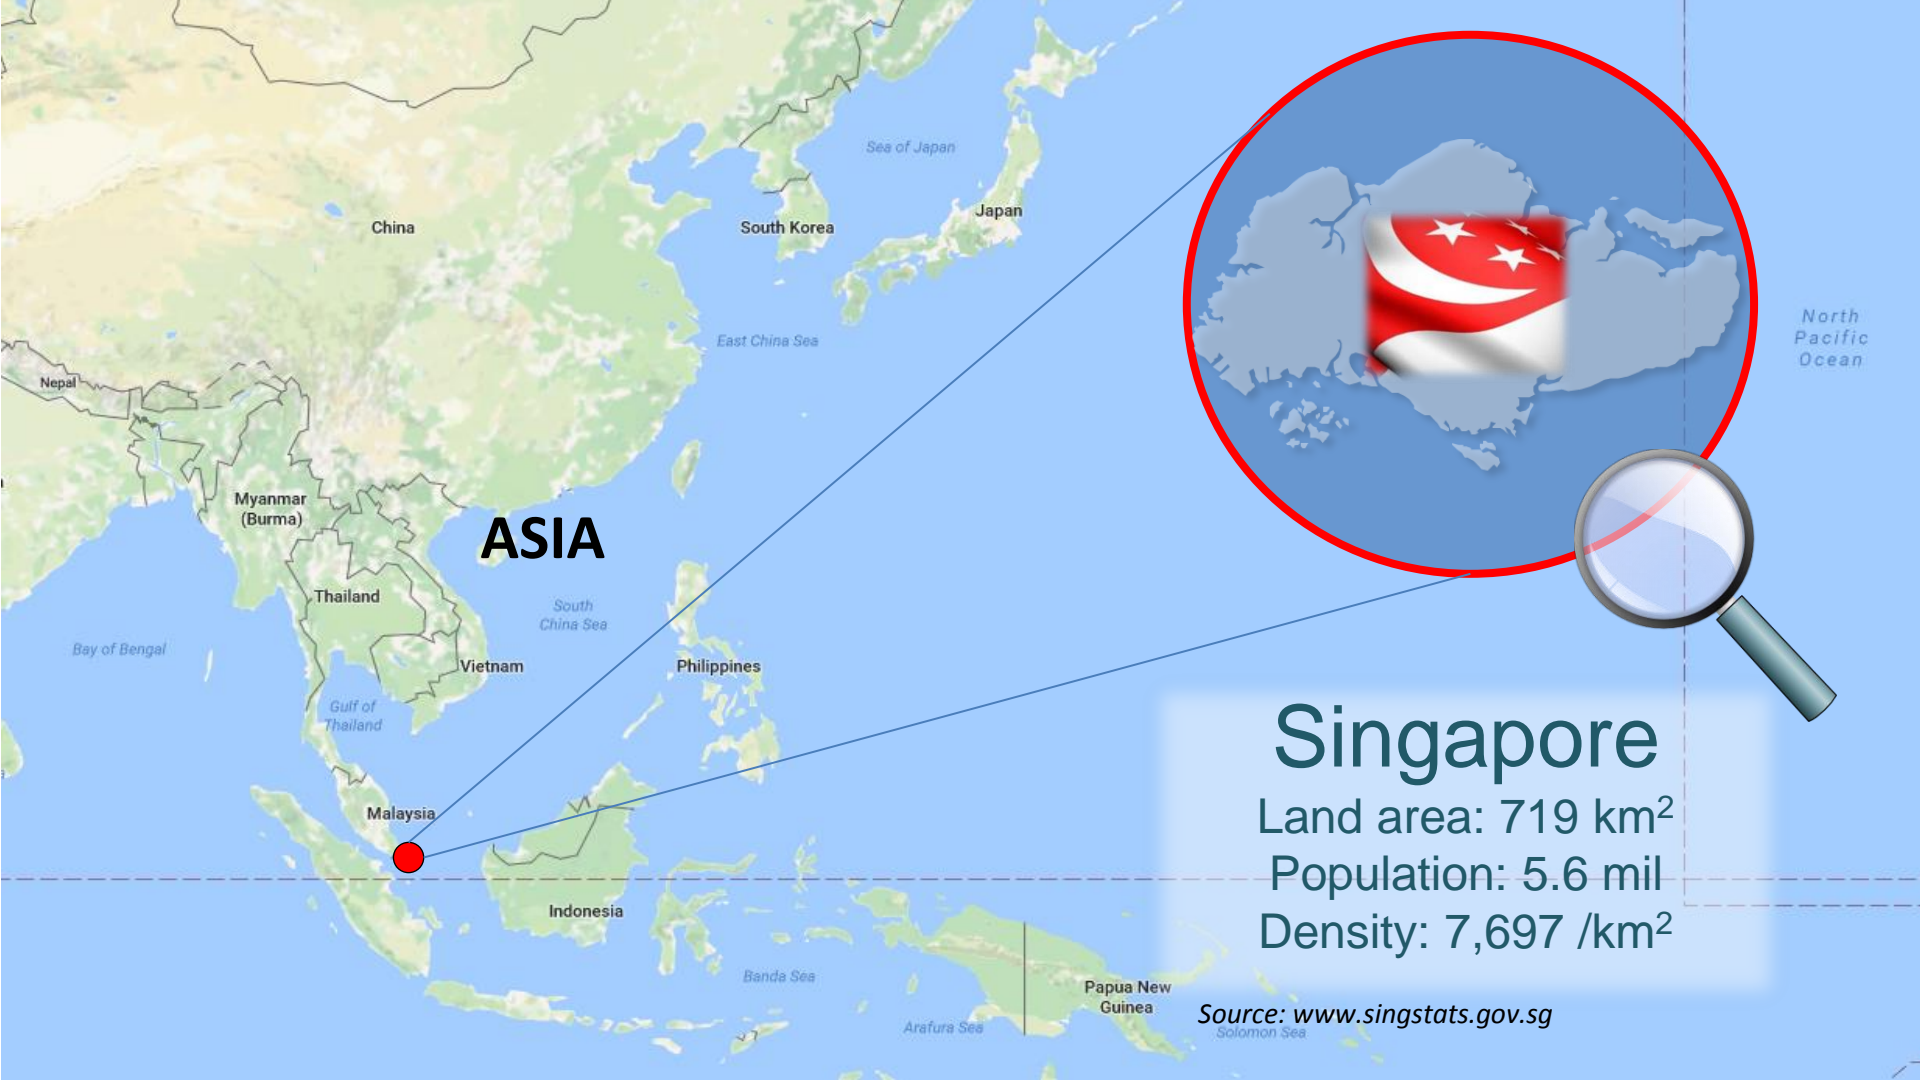 Sea of Japan
Japan
China
South Korea
North
Pacific
Ocean
East China Sea
Nepal
Myanmar
(Burma)
ASIA
Thailand
South
China Sea
Bay of Bengal
Vietnam
Philippines
Gulf of
Thailand
Malaysia
Indonesia
Banda Sea
Papua New
Guinea
Arafura Sea
Solomon Sea
Singapore
Land area: 719 km²
Population: 5.6 mil
Density: 7,697 /km²
Source: www.singstats.gov.sg